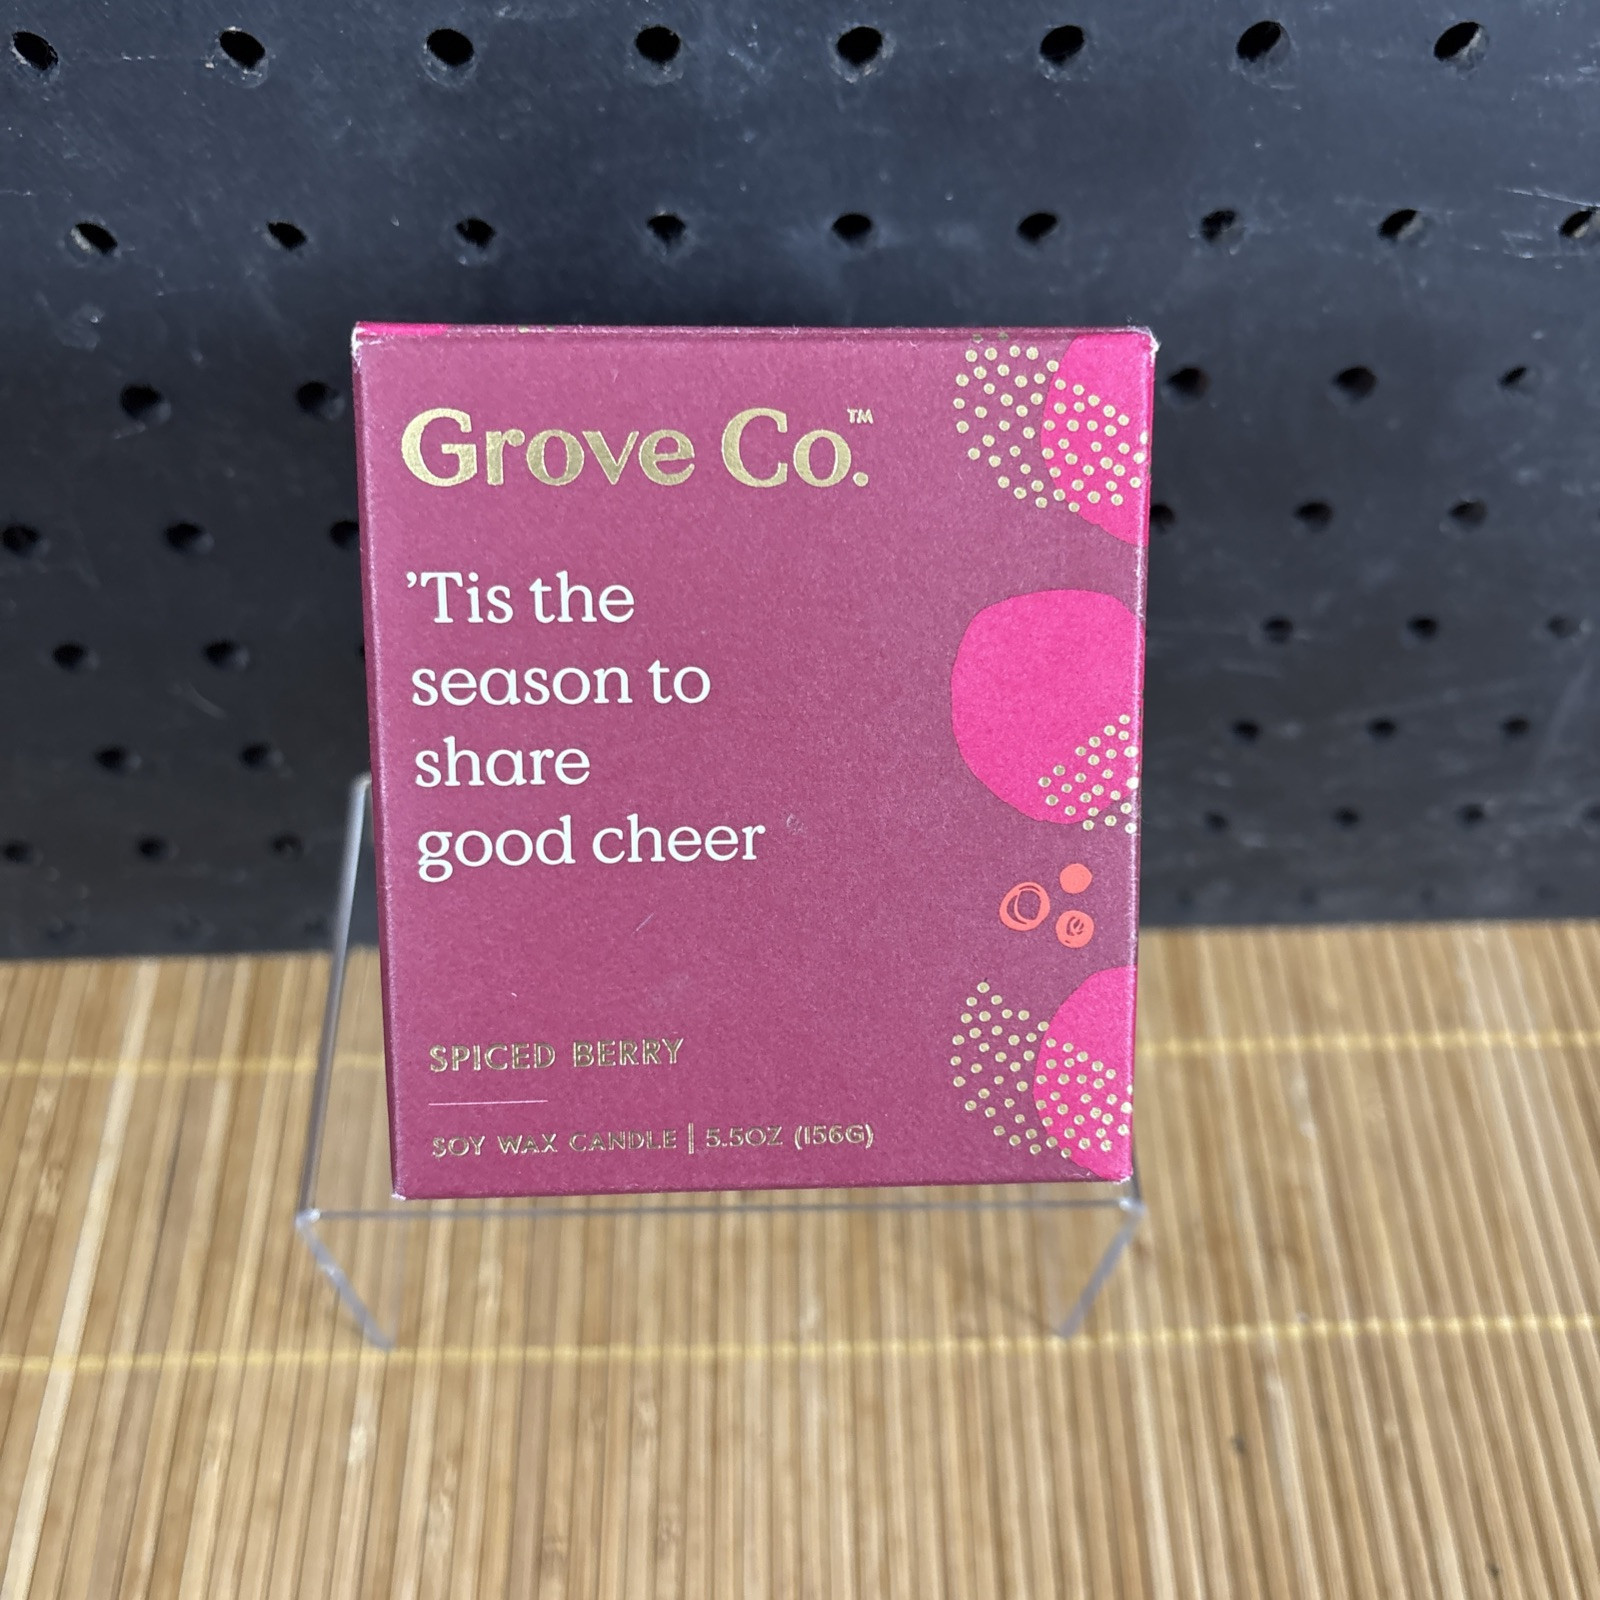 Grove Co.™
’Tis the
season to
share
good cheer
SPICED BERRY
SOY WAX CANDLE | 5.5OZ (156G)